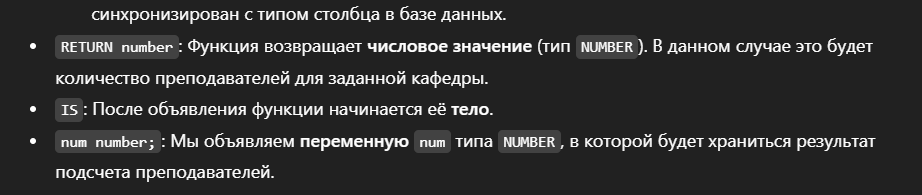 синхронизирован с типом столбца в базе данных.
• RETURN number: Функция возвращает числовое значение (тип NUMBER). В данном случае это будет
количество преподавателей для заданной кафедры.
• IS: После объявления функции начинается её тело.
• num number;: Мы объявляем переменную num типа NUMBER, в которой будет храниться результат
подсчета преподавателей.